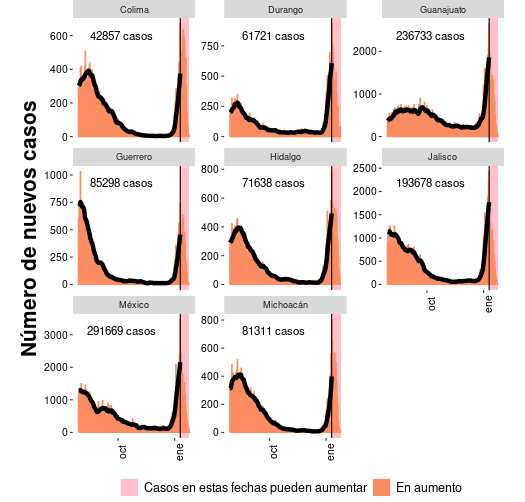 Número de nuevos casos
Colima
Durango
Guanajuato
42857 casos
61721 casos
236733 casos
600
400
200
0
750
500
250
0
2000
1000
0
Guerrero
Hidalgo
Jalisco
85298 casos
71638 casos
193678 casos
1000
750
500
250
0
800
600
400
200
0
2500
2000
1500
1000
500
0
oct
ene
México
Michoacán
291669 casos
81311 casos
3000
2000
1000
0
800
600
400
200
0
oct
ene
oct
ene
Casos en estas fechas pueden aumentar
En aumento